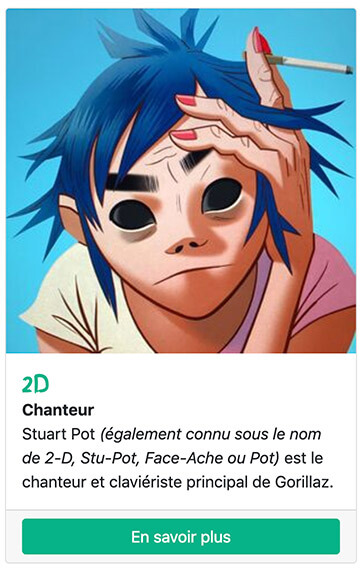 2D
Chanteur
Stuart Pot (également connu sous le nom
de 2-D, Stu-Pot, Face-Ache ou Pot) est le
chanteur et claviériste principal de Gorillaz.
En savoir plus